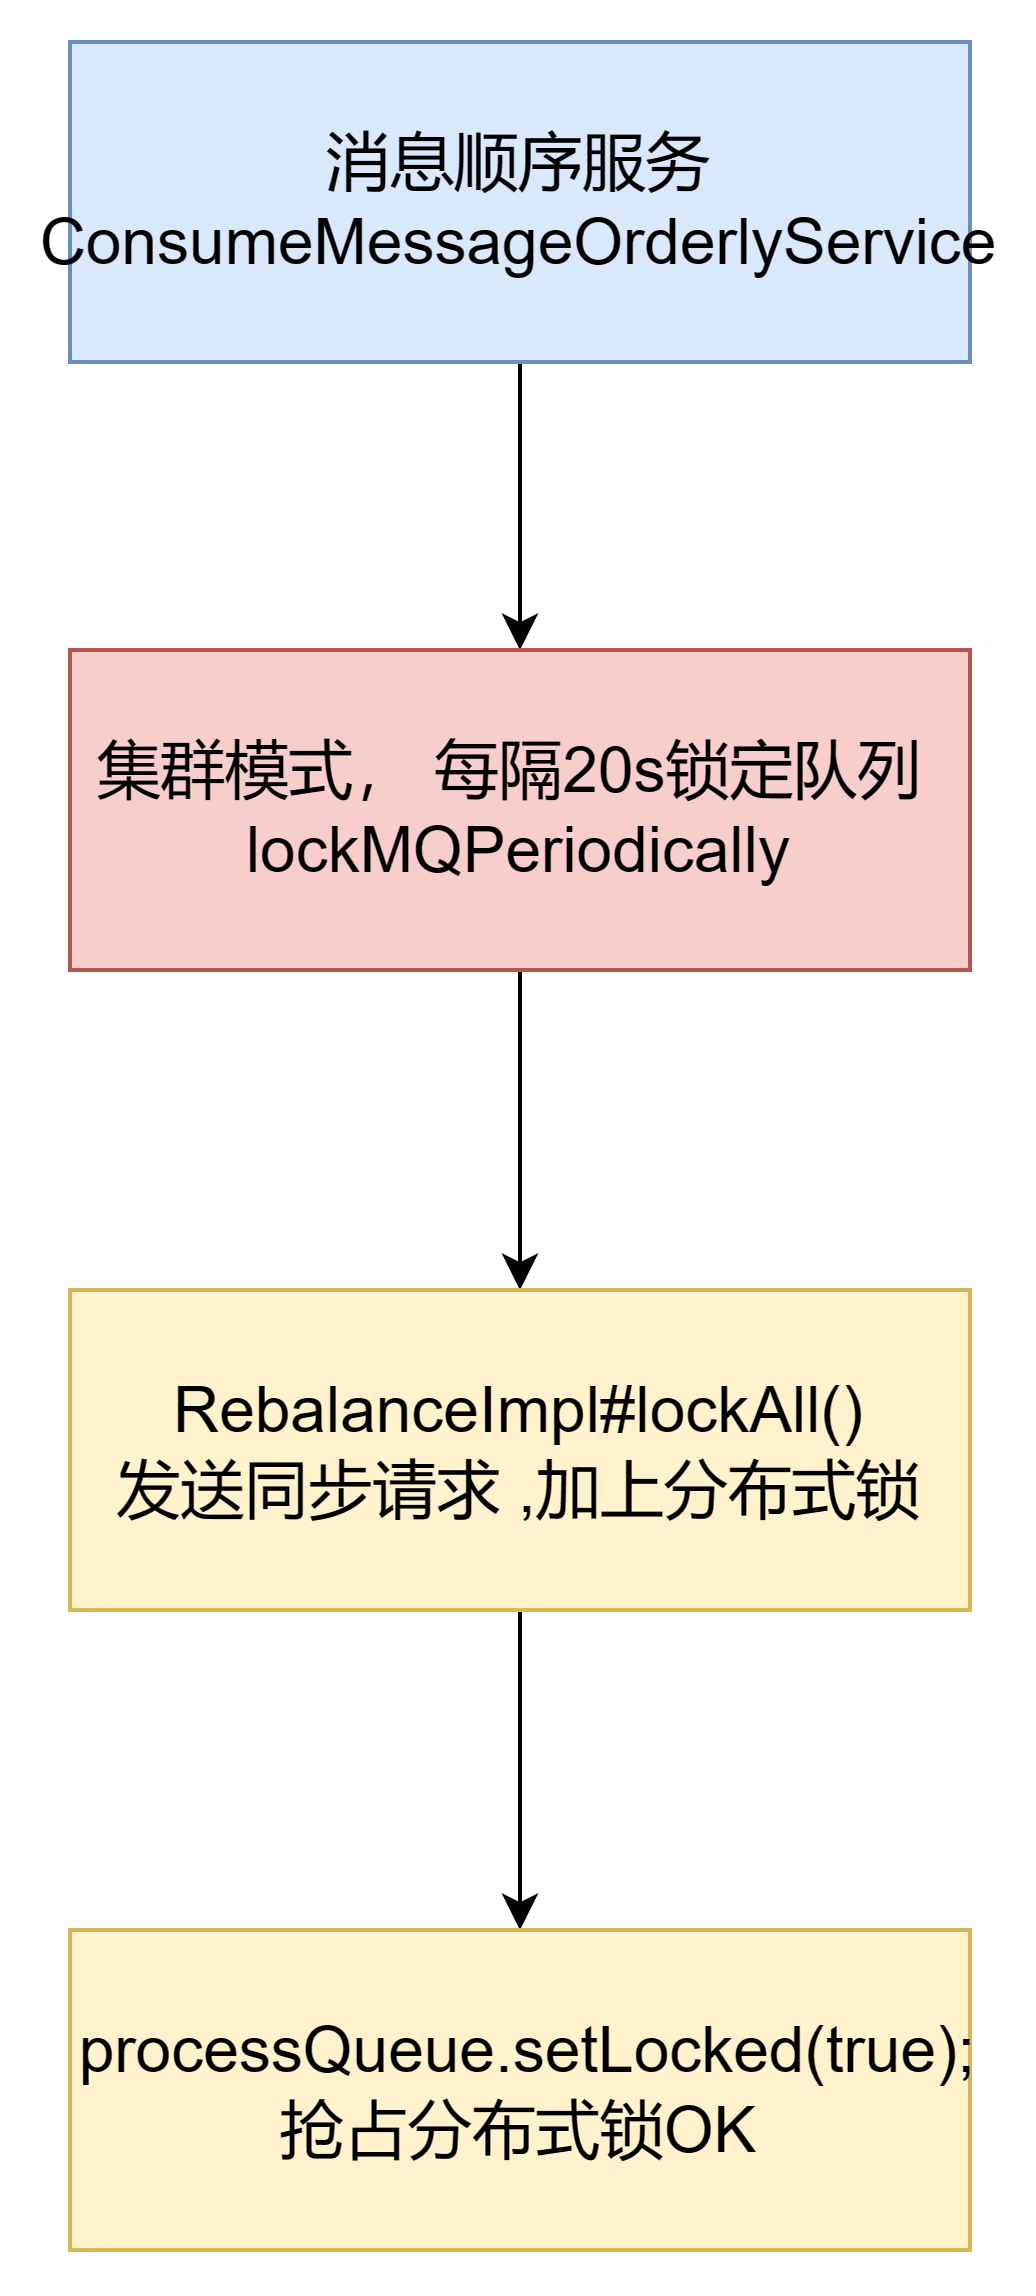 消息顺序服务
ConsumeMessageOrderlyService
集群模式， 每隔20s锁定队列
lockMQPeriodically
RebalanceImpl#lockAll()
发送同步请求 ,加上分布式锁
processQueue.setLocked(true);
抢占分布式锁OK